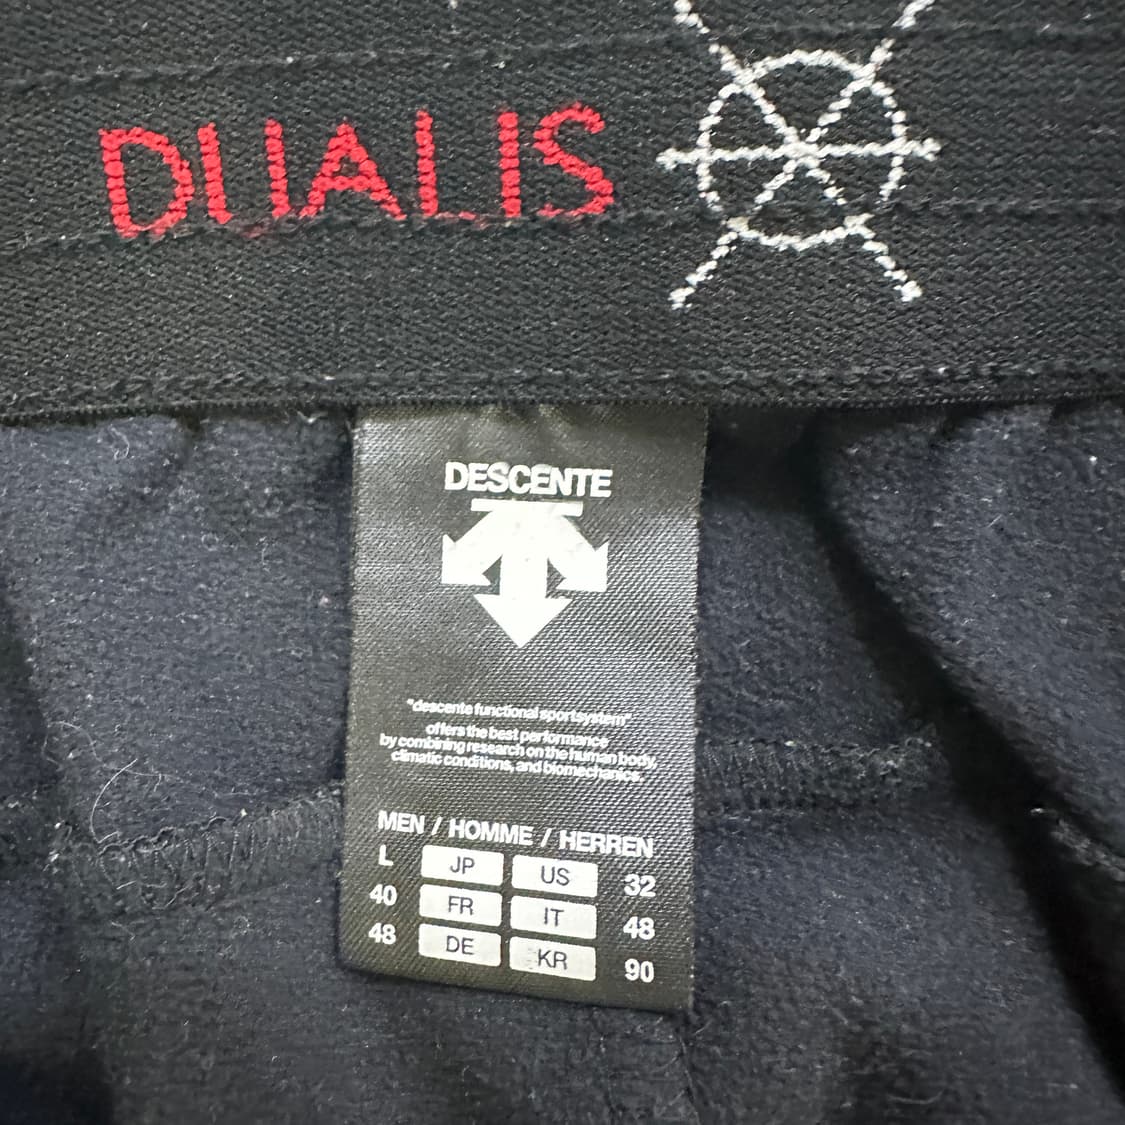 DUALIS
DESCENTE
"descente functional sportsystem"
offers the best performance
by combining research on the human body,
climatic conditions, and biomechanics.
MEN / HOMME / HERREN
L JP US 32
40 FR IT 48
48 DE KR 90